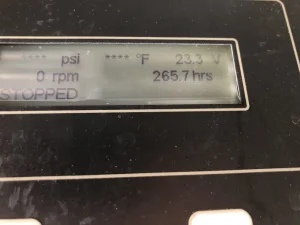 **** psi **** °F 23.3 V
0 rpm 265.7 hrs
STOPPED